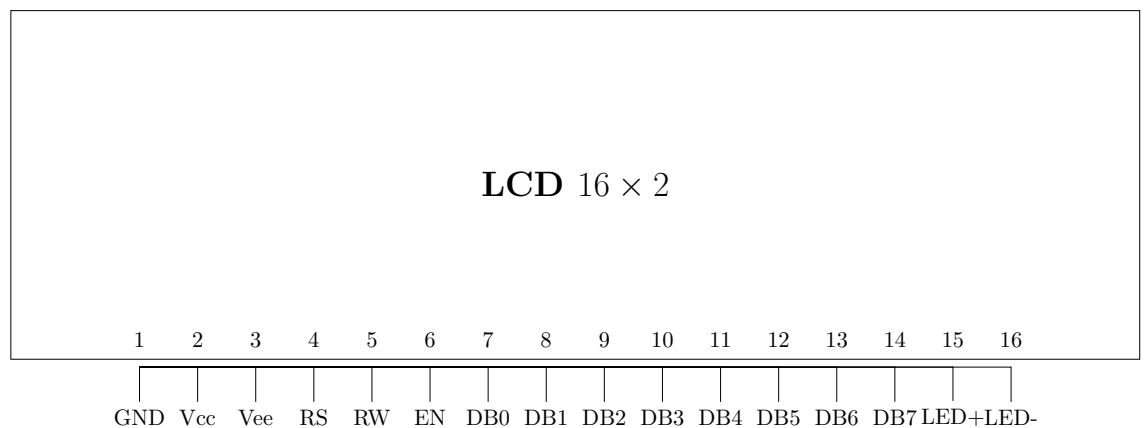 LCD 16 × 2
1 2 3 4 5 6 7 8 9 10 11 12 13 14 15 16
GND Vcc Vee RS RW EN DB0 DB1 DB2 DB3 DB4 DB5 DB6 DB7 LED+ LED-